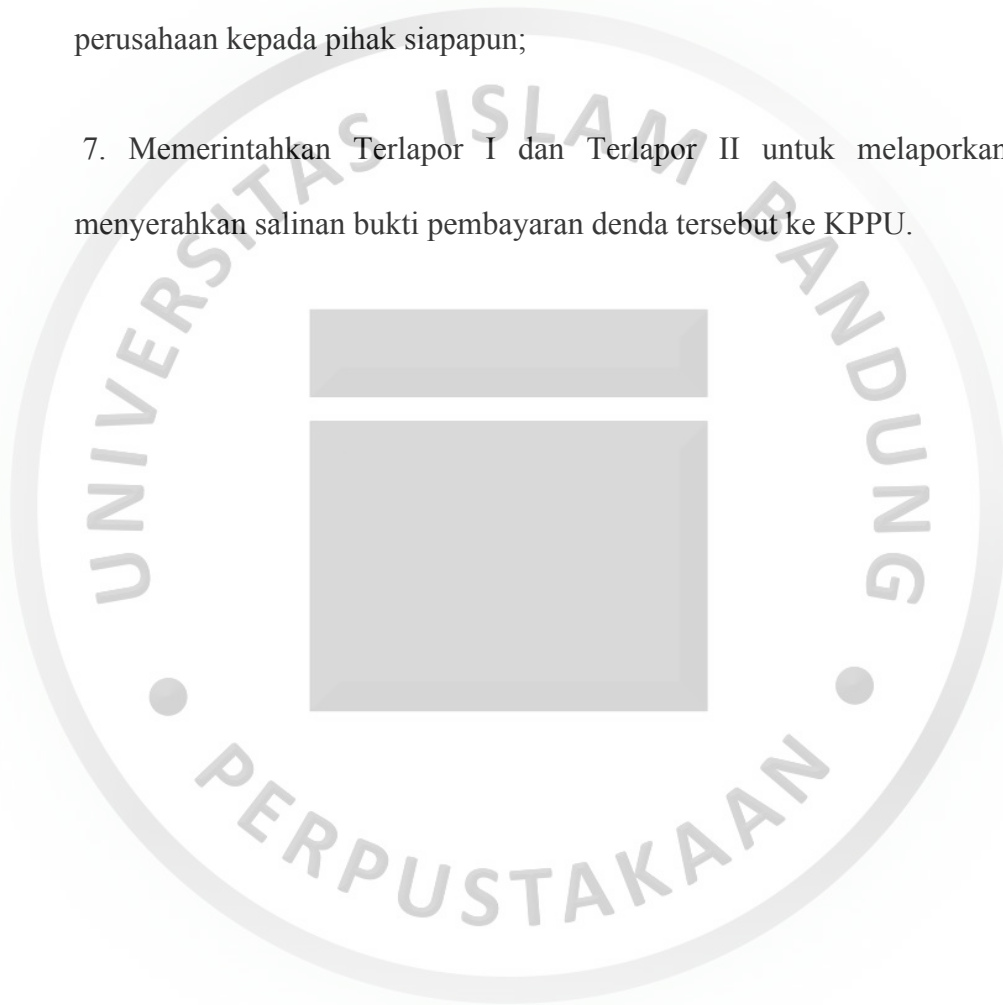 perusahaan kepada pihak siapapun;
7. Memerintahkan Terlapor I dan Terlapor II untuk melaporkan
menyerahkan salinan bukti pembayaran denda tersebut ke KPPU.
UNIVERSITAS ISLAM BANDUNG
PERPUSTAKAAN